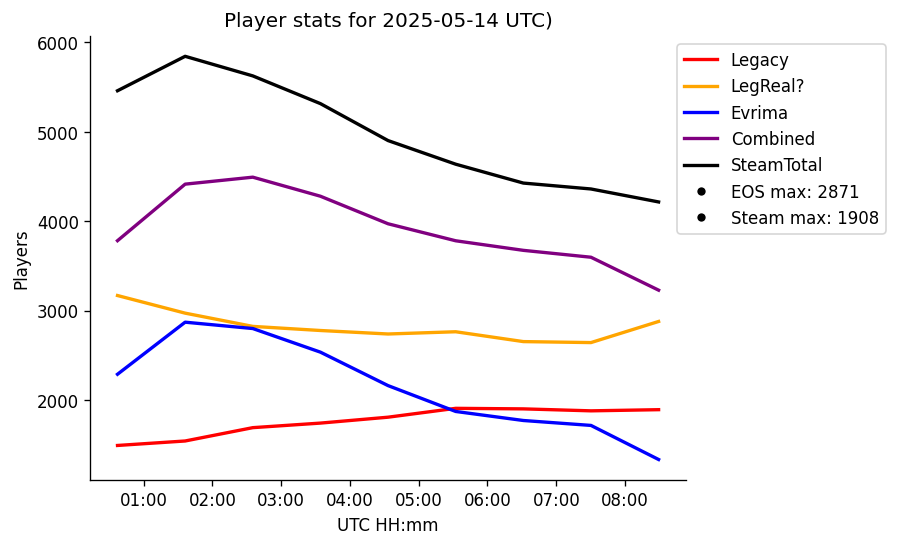 Player stats for 2025-05-14 UTC)
6000
5000
4000
3000
2000
Players
01:00 02:00 03:00 04:00 05:00 06:00 07:00 08:00
UTC HH:mm
Legacy
LegReal?
Evrima
Combined
SteamTotal
EOS max: 2871
Steam max: 1908